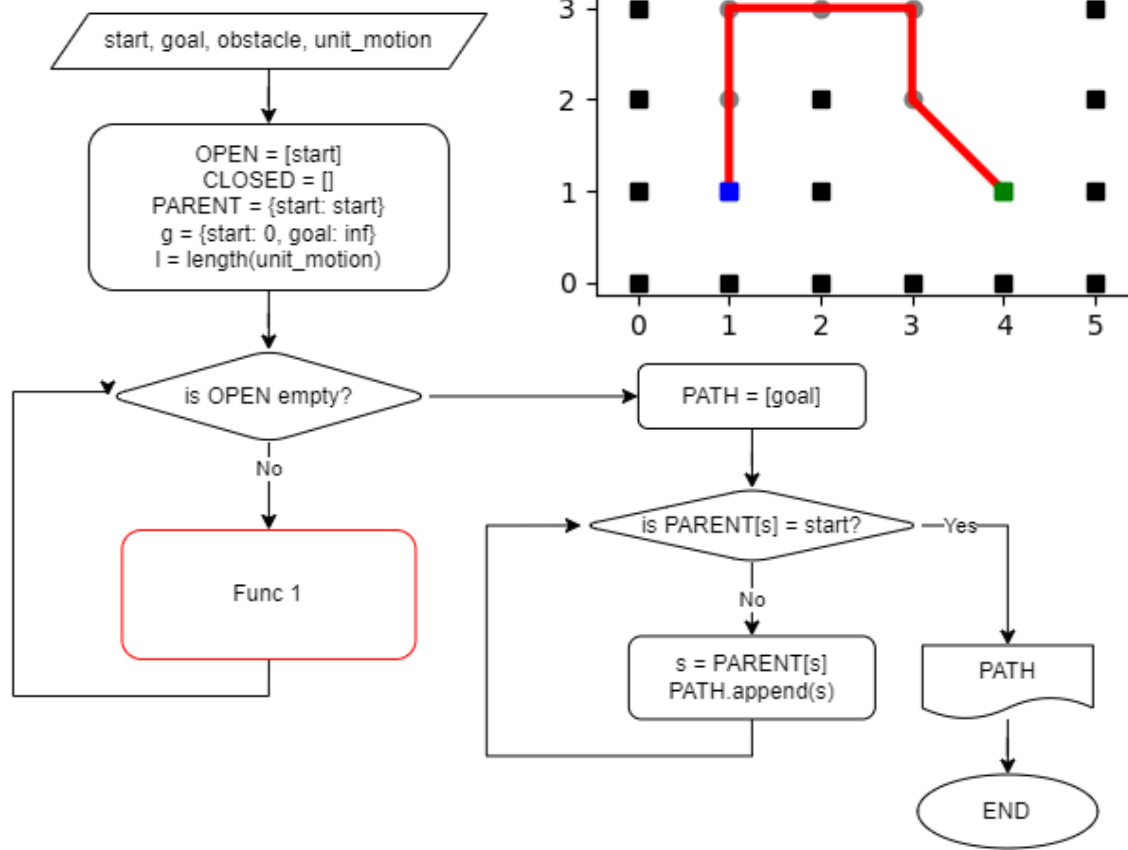 start, goal, obstacle, unit_motion
OPEN = [start]
CLOSED = []
PARENT = {start: start}
g = {start: 0, goal: inf}
l = length(unit_motion)
is OPEN empty?
No
Func 1
3
2
1
0
0 1 2 3 4 5
PATH = [goal]
is PARENT[s] = start?
Yes
No
s = PARENT[s]
PATH.append(s)
PATH
END